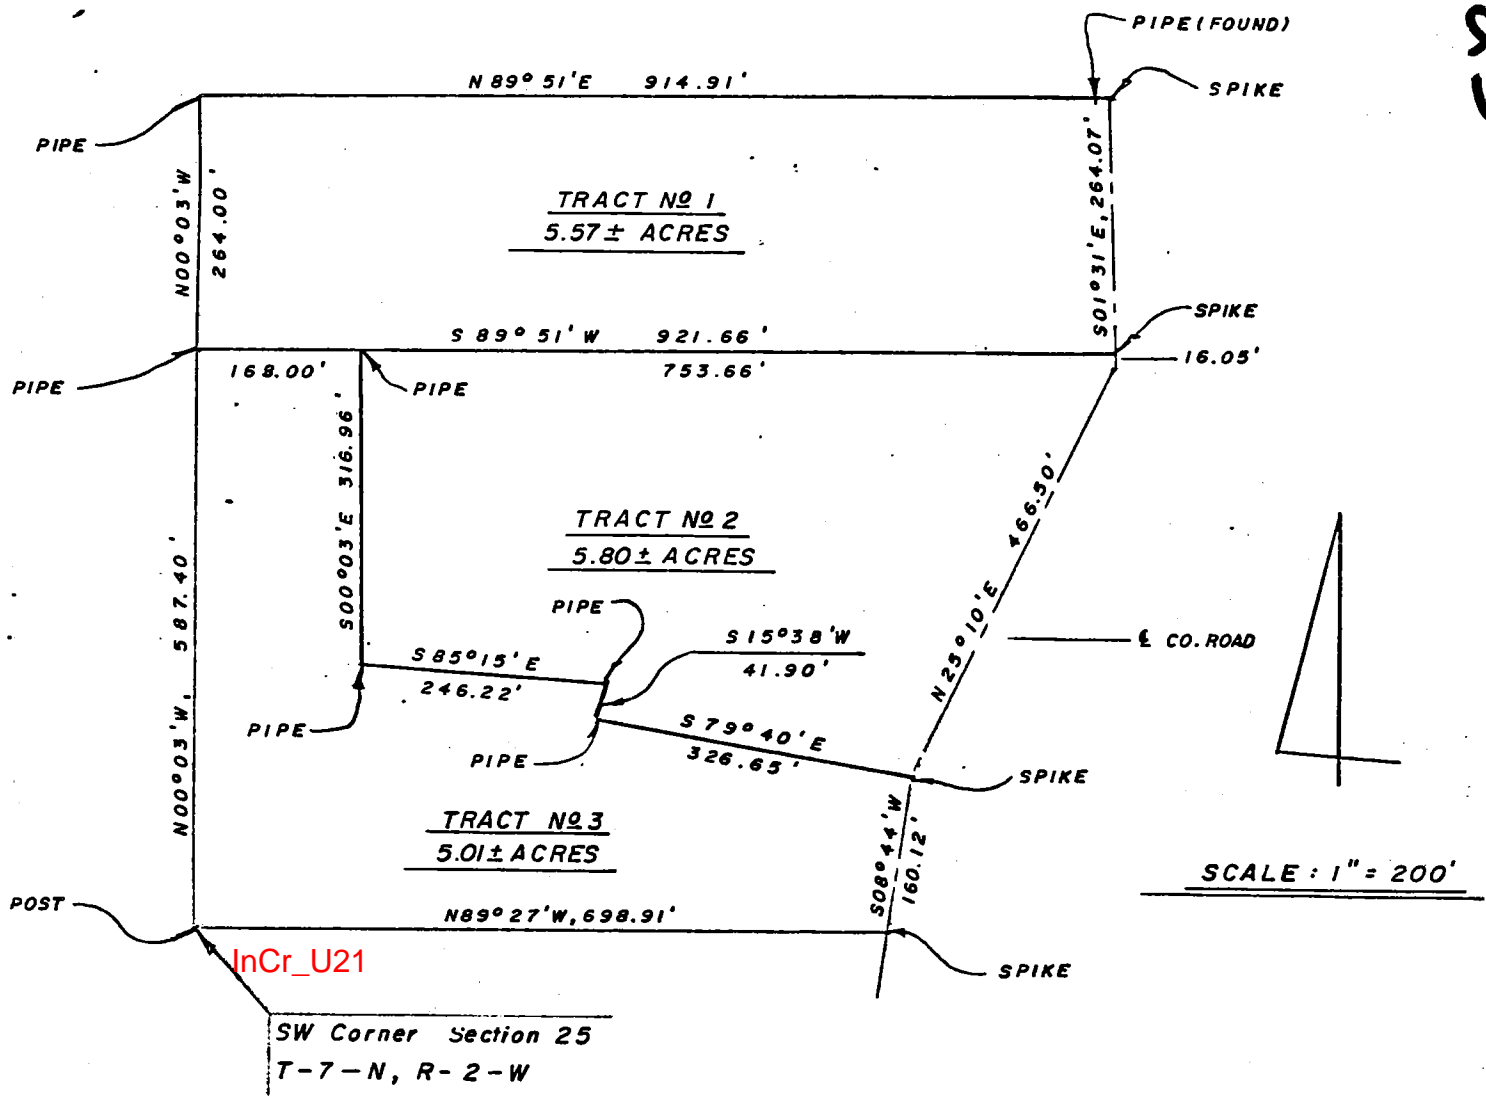 PIPE (FOUND)
N 89° 51' E 914.91'
SPIKE
PIPE
N00°03'W
264.00'
TRACT Nº 1
5.57± ACRES
S01°31'E, 264.07'
SPIKE
S 89° 51' W 921.66'
16.05'
168.00'
753.66'
PIPE
PIPE
S00°03'E 316.96'
N00°03'W, 587.40'
TRACT Nº 2
5.80± ACRES
N 25°10'E 466.50'
PIPE
S 15°38'W
41.90'
℄ CO. ROAD
S 85°15' E
246.22'
PIPE
PIPE
S 79°40'E
326.65'
SPIKE
TRACT Nº 3
5.01± ACRES
S08°44'W
160.12'
SCALE : 1" = 200'
POST
N89°27'W, 698.91'
InCr_U21
SPIKE
SW Corner Section 25
T-7-N, R-2-W